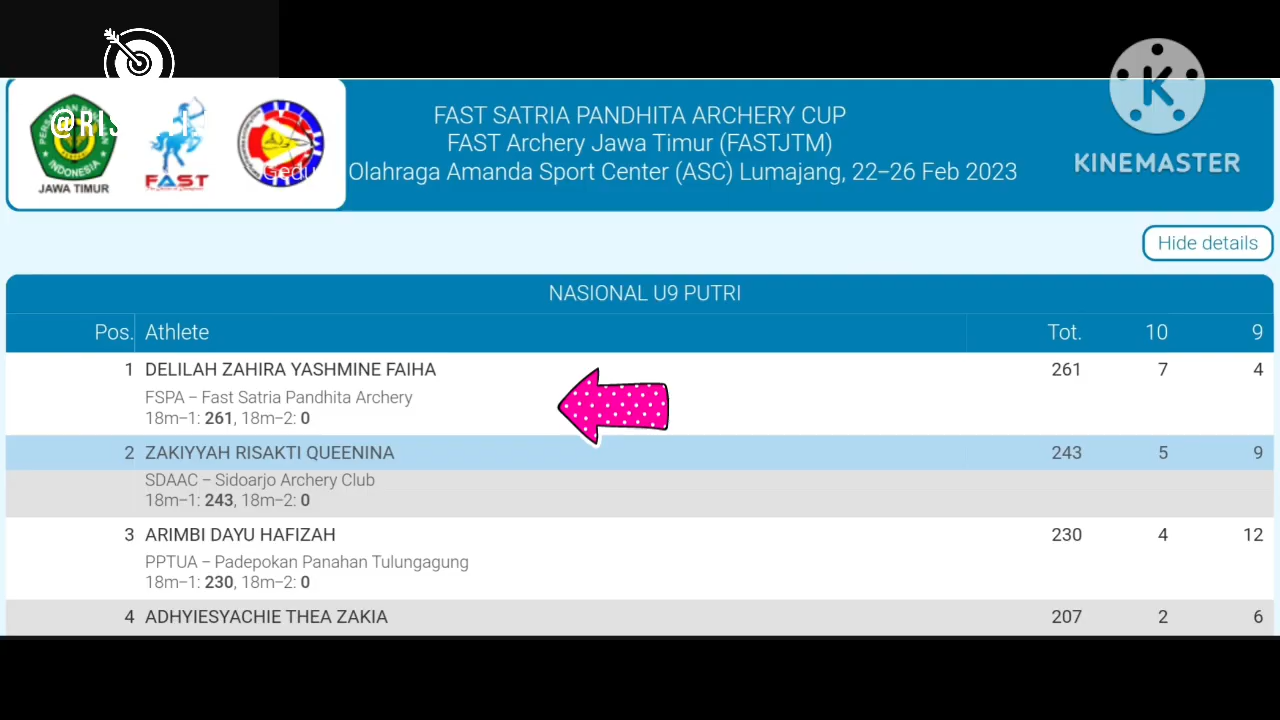 FAST SATRIA PANDHITA ARCHERY CUP
FAST Archery Jawa Timur (FASTJTM)
Olahraga Amanda Sport Center (ASC) Lumajang, 22–26 Feb 2023
K
KINEMASTER
INDONESIA
JAWA TIMUR
FAST
Hide details
NASIONAL U9 PUTRI
Pos. Athlete Tot. 10 9
1 DELILAH ZAHIRA YASHMINE FAIHA 261 7 4
FSPA – Fast Satria Pandhita Archery
18m–1: 261, 18m–2: 0
2 ZAKIYYAH RISAKTI QUEENINA 243 5 9
SDAAC – Sidoarjo Archery Club
18m–1: 243, 18m–2: 0
3 ARIMBI DAYU HAFIZAH 230 4 12
PPTUA – Padepokan Panahan Tulungagung
18m–1: 230, 18m–2: 0
4 ADHYIESYACHIE THEA ZAKIA 207 2 6